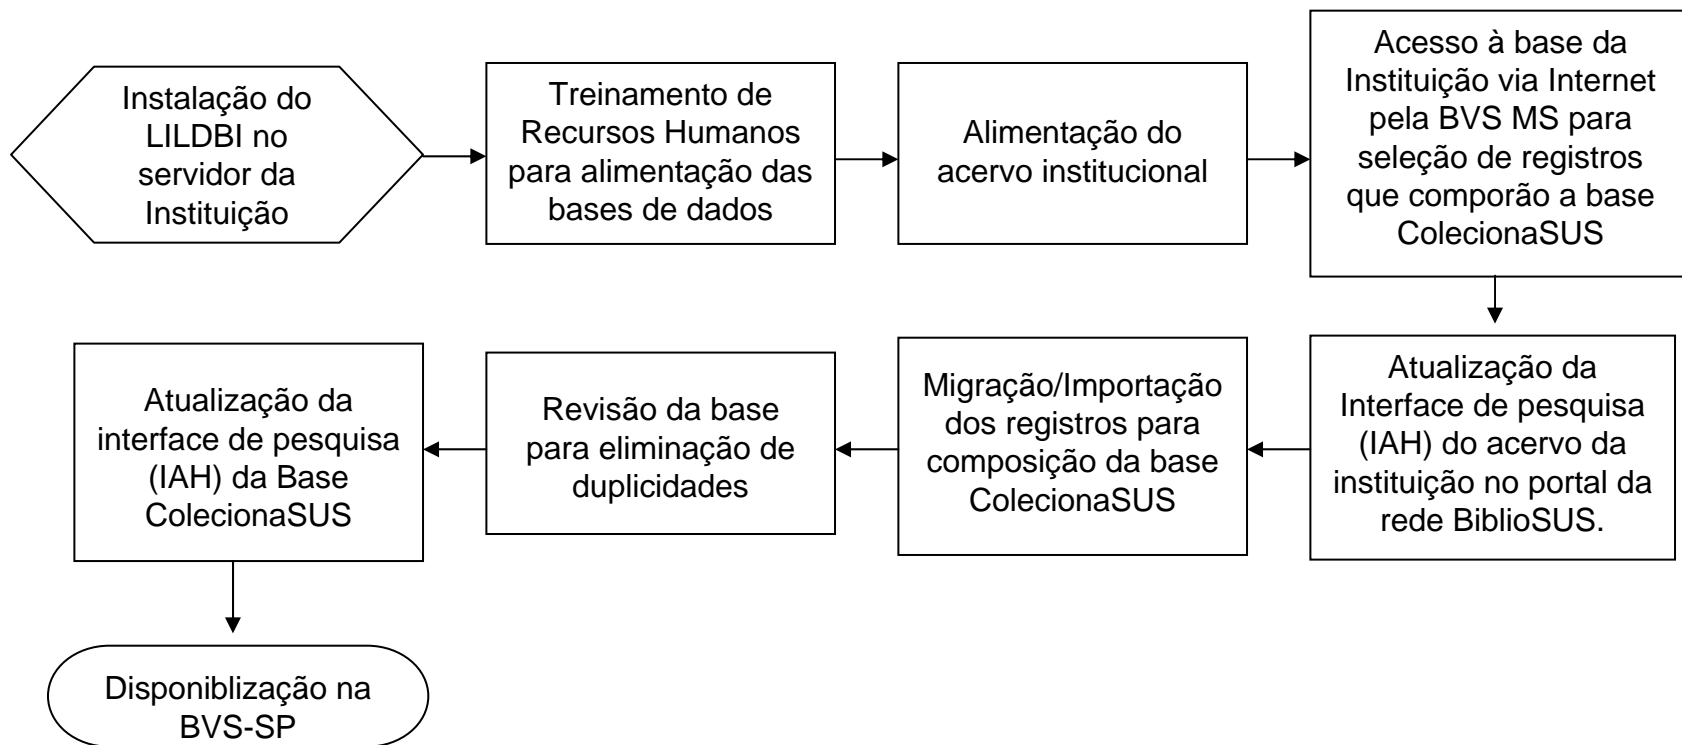 Instalação do
LILDBI no
servidor da
Instituição
Treinamento de
Recursos Humanos
para alimentação das
bases de dados
Alimentação do
acervo institucional
Acesso à base da
Instituição via Internet
pela BVS MS para
seleção de registros
que comporão a base
ColecionaSUS
Atualização da
Interface de pesquisa
(IAH) do acervo da
instituição no portal da
rede BiblioSUS.
Migração/Importação
dos registros para
composição da base
ColecionaSUS
Revisão da base
para eliminação de
duplicidades
Atualização da
interface de pesquisa
(IAH) da Base
ColecionaSUS
Disponiblização na
BVS-SP